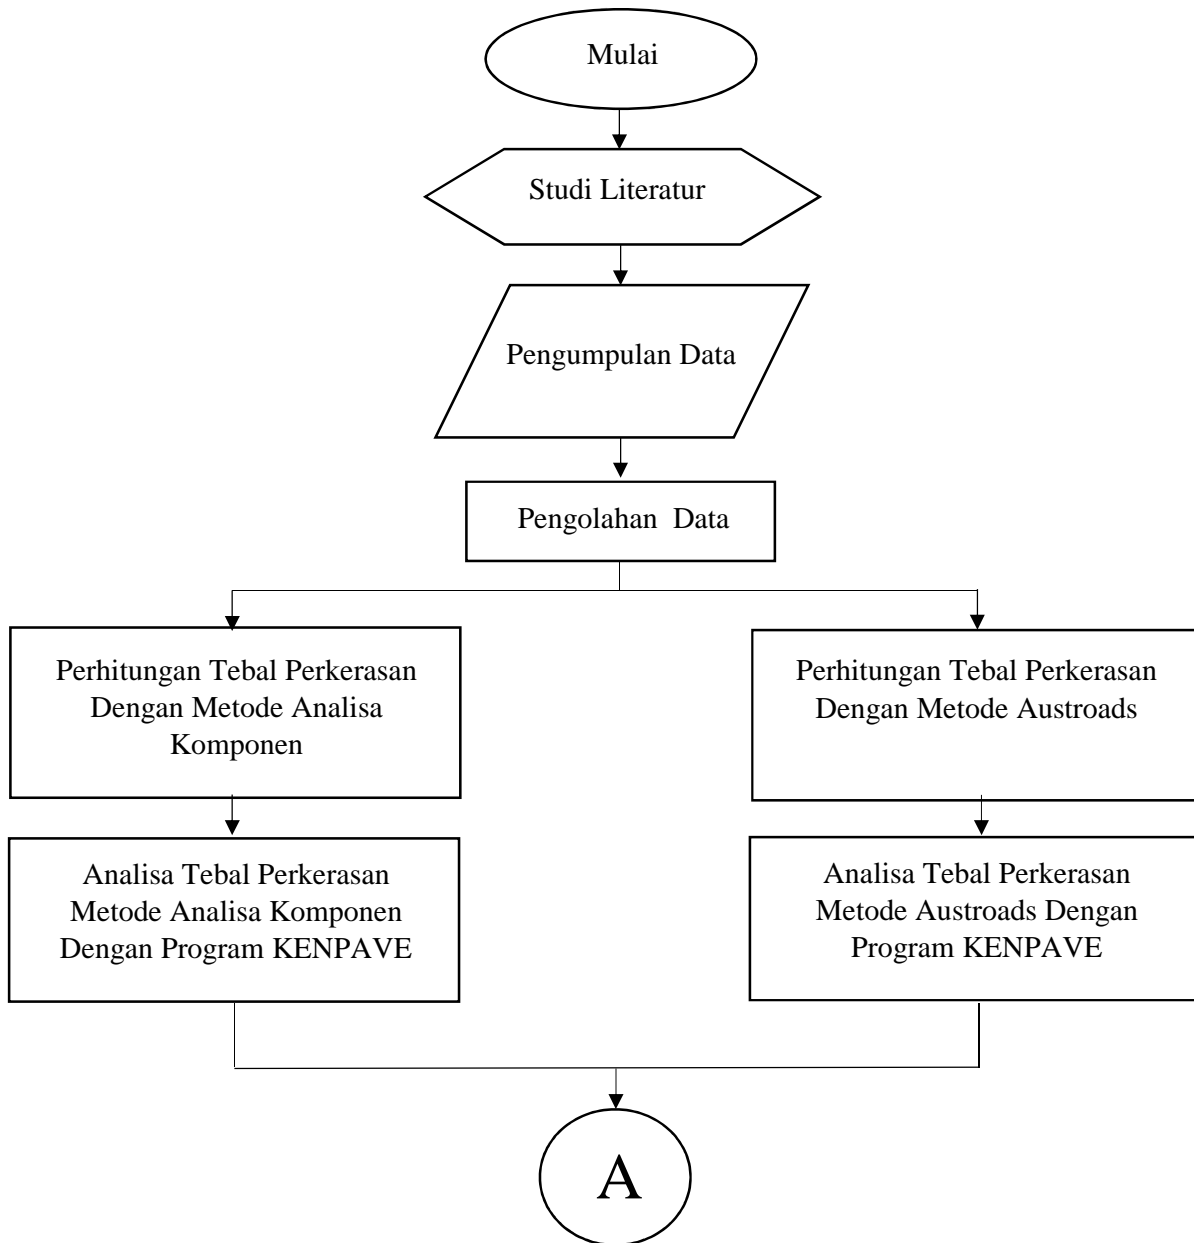 Mulai
Studi Literatur
Pengumpulan Data
Pengolahan  Data
Perhitungan Tebal Perkerasan
Dengan Metode Analisa
Komponen
Perhitungan Tebal Perkerasan
Dengan Metode Austroads
Analisa Tebal Perkerasan
Metode Analisa Komponen
Dengan Program KENPAVE
Analisa Tebal Perkerasan
Metode Austroads Dengan
Program KENPAVE
A